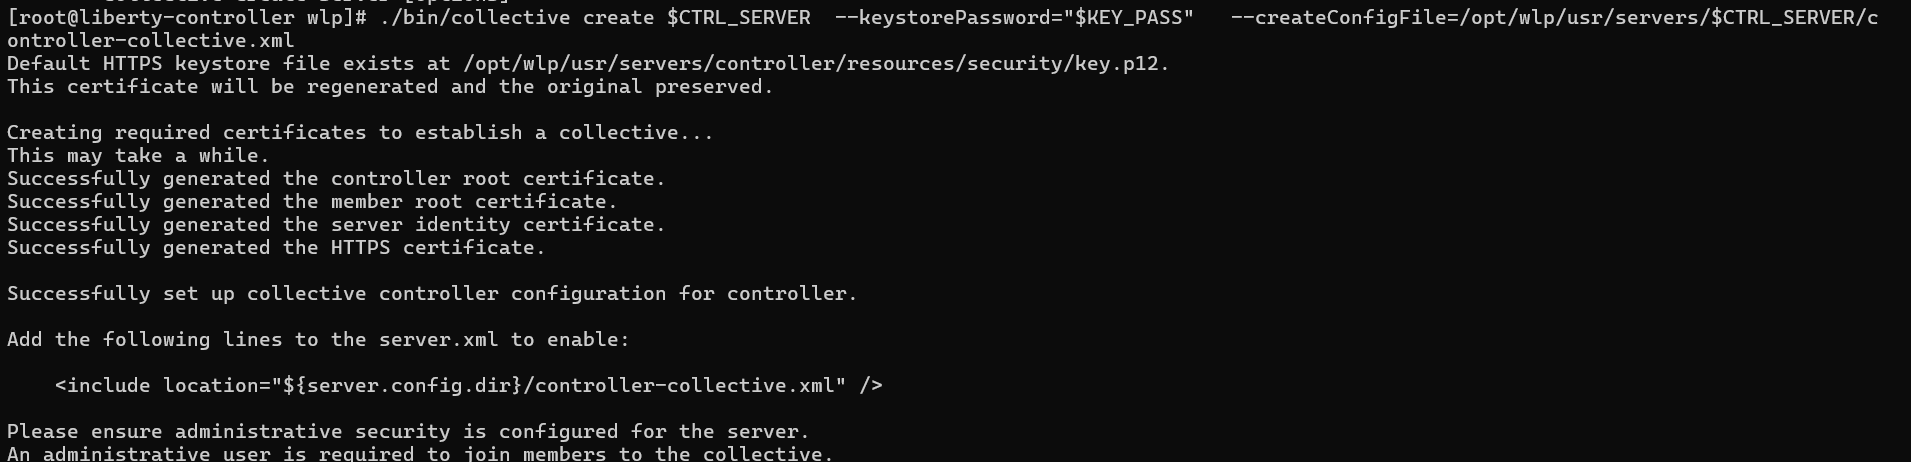 [root@liberty-controller wlp]# ./bin/collective create $CTRL_SERVER  --keystorePassword="$KEY_PASS"   --createConfigFile=/opt/wlp/usr/servers/$CTRL_SERVER/c
ontroller-collective.xml
Default HTTPS keystore file exists at /opt/wlp/usr/servers/controller/resources/security/key.p12.
This certificate will be regenerated and the original preserved.

Creating required certificates to establish a collective...
This may take a while.
Successfully generated the controller root certificate.
Successfully generated the member root certificate.
Successfully generated the server identity certificate.
Successfully generated the HTTPS certificate.

Successfully set up collective controller configuration for controller.

Add the following lines to the server.xml to enable:

    <include location="${server.config.dir}/controller-collective.xml" />

Please ensure administrative security is configured for the server.
An administrative user is required to join members to the collective.